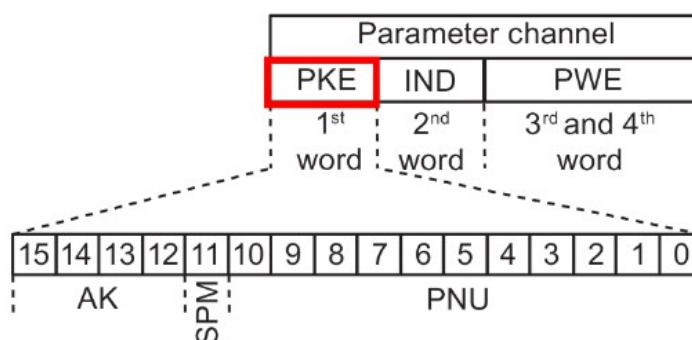 Parameter channel
PKE IND PWE
1st 2nd 3rd and 4th
word word word
15 14 13 12 11 10 9 8 7 6 5 4 3 2 1 0
AK SPM PNU